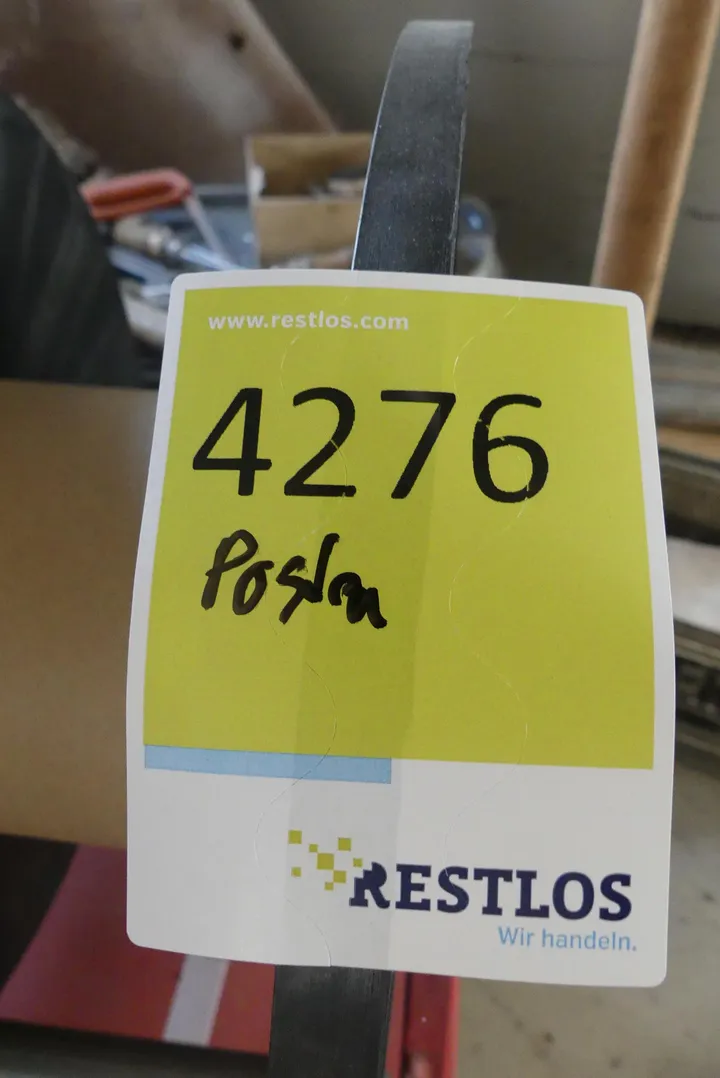 www.restlos.com
4276
Posten
RESTLOS
Wir handeln.